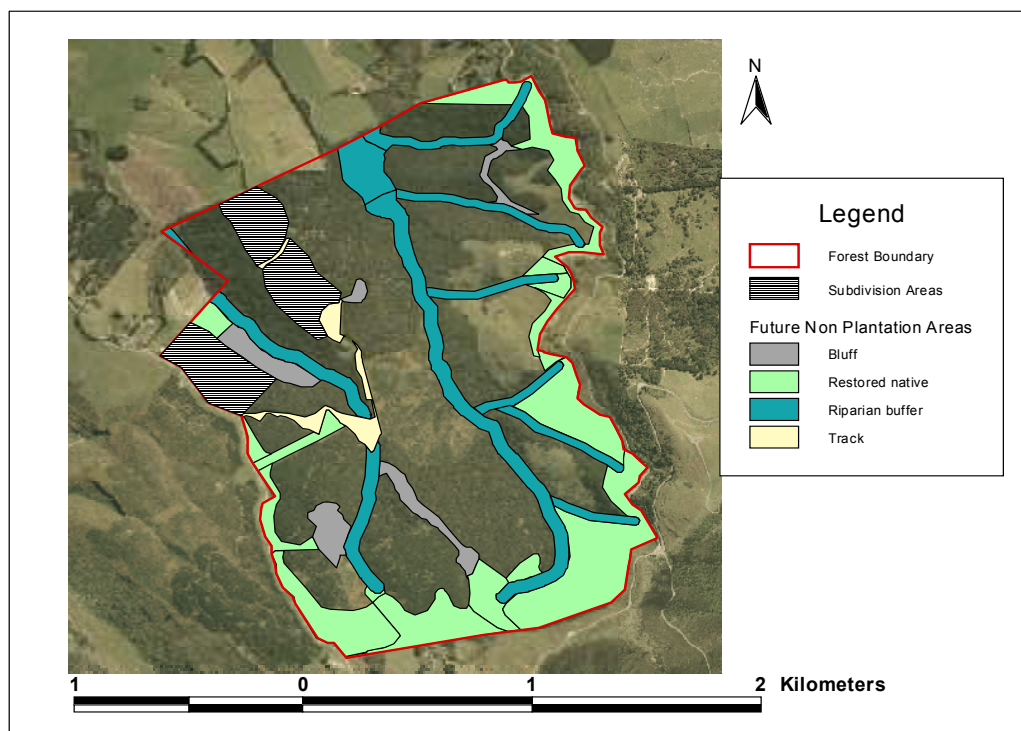 N
Legend
Forest Boundary
Subdivision Areas
Future Non Plantation Areas
Bluff
Restored native
Riparian buffer
Track
1 0 1 2 Kilometers